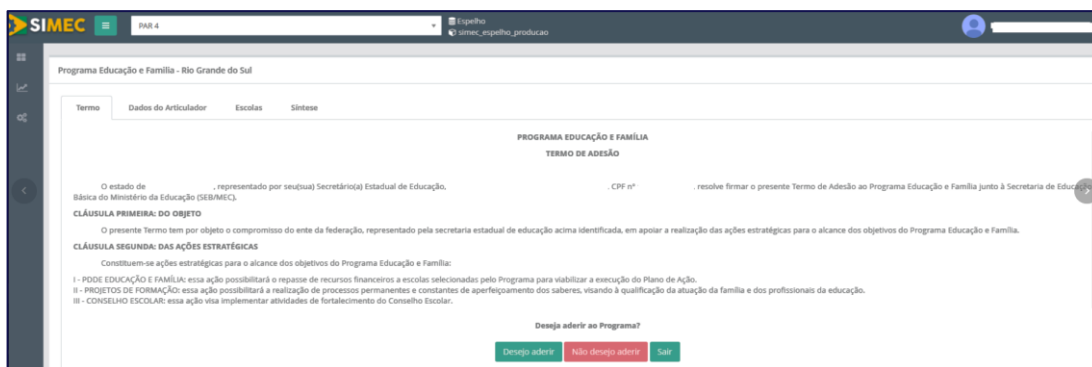 SIMEC
PAR 4
Espelho
simec_espelho_producao
Programa Educação e Família - Rio Grande do Sul
Termo Dados do Articulador Escolas Síntese
PROGRAMA EDUCAÇÃO E FAMÍLIA
TERMO DE ADESÃO
O estado de , representado por seu(sua) Secretário(a) Estadual de Educação, . CPF nº . resolve firmar o presente Termo de Adesão ao Programa Educação e Família junto à Secretaria de Educação
Básica do Ministério da Educação (SEB/MEC).
CLÁUSULA PRIMEIRA: DO OBJETO
O presente Termo tem por objeto o compromisso do ente da federação, representado pela secretaria estadual de educação acima identificada, em apoiar a realização das ações estratégicas para o alcance dos objetivos do Programa Educação e Família.
CLÁUSULA SEGUNDA: DAS AÇÕES ESTRATÉGICAS
Constituem-se ações estratégicas para o alcance dos objetivos do Programa Educação e Família:
I - PDDE EDUCAÇÃO E FAMÍLIA: essa ação possibilitará o repasse de recursos financeiros a escolas selecionadas pelo Programa para viabilizar a execução do Plano de Ação.
II - PROJETOS DE FORMAÇÃO: essa ação possibilitará a realização de processos permanentes e constantes de aperfeiçoamento dos saberes, visando à qualificação da atuação da família e dos profissionais da educação.
III - CONSELHO ESCOLAR: essa ação visa implementar atividades de fortalecimento do Conselho Escolar.
Deseja aderir ao Programa?
Desejo aderir Não desejo aderir Sair